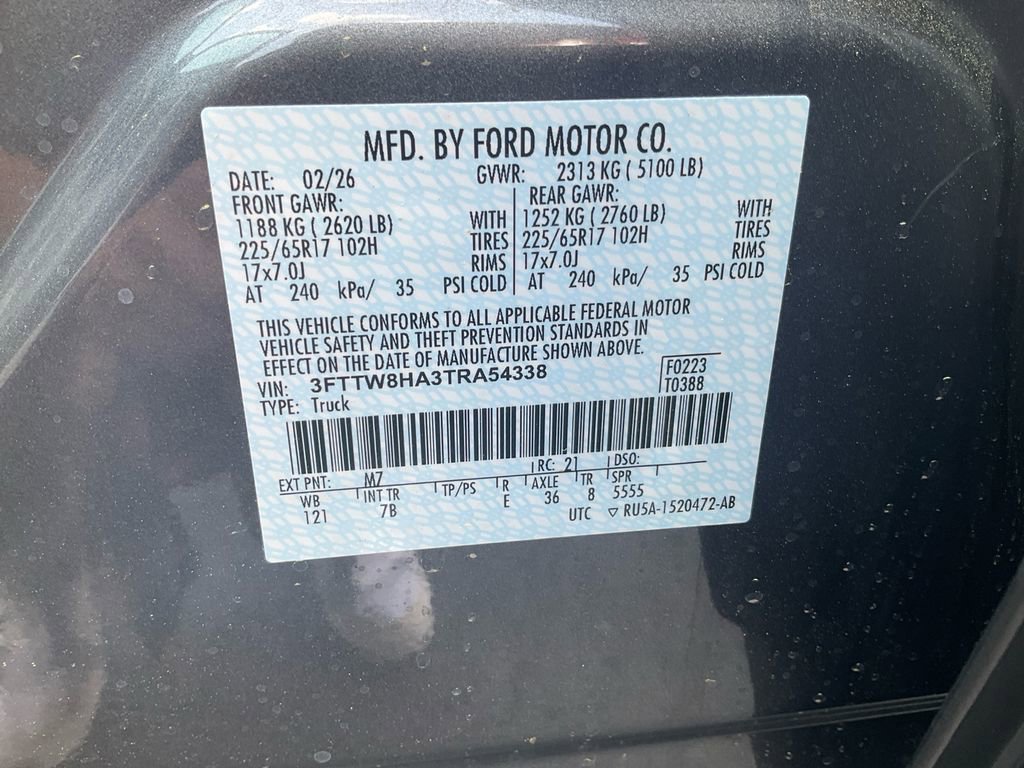 MFD. BY FORD MOTOR CO.
DATE: 02/26 GVWR: 2313 KG ( 5100 LB)
FRONT GAWR: REAR GAWR:
1188 KG ( 2620 LB) WITH 1252 KG ( 2760 LB) WITH
225/65R17 102H TIRES 225/65R17 102H TIRES
17x7.0J RIMS 17x7.0J RIMS
AT 240 kPa/ 35 PSI COLD AT 240 kPa/ 35 PSI COLD
THIS VEHICLE CONFORMS TO ALL APPLICABLE FEDERAL MOTOR
VEHICLE SAFETY AND THEFT PREVENTION STANDARDS IN
EFFECT ON THE DATE OF MANUFACTURE SHOWN ABOVE.
VIN: 3FTTW8HA3TRA54338 F0223
TYPE: Truck T0388
EXT PNT: M7 RC: 21 DSO:
WB INT TR TP/PS R AXLE TR SPR
121 7B E 36 8 5555
UTC ▽ RU5A-1520472-AB